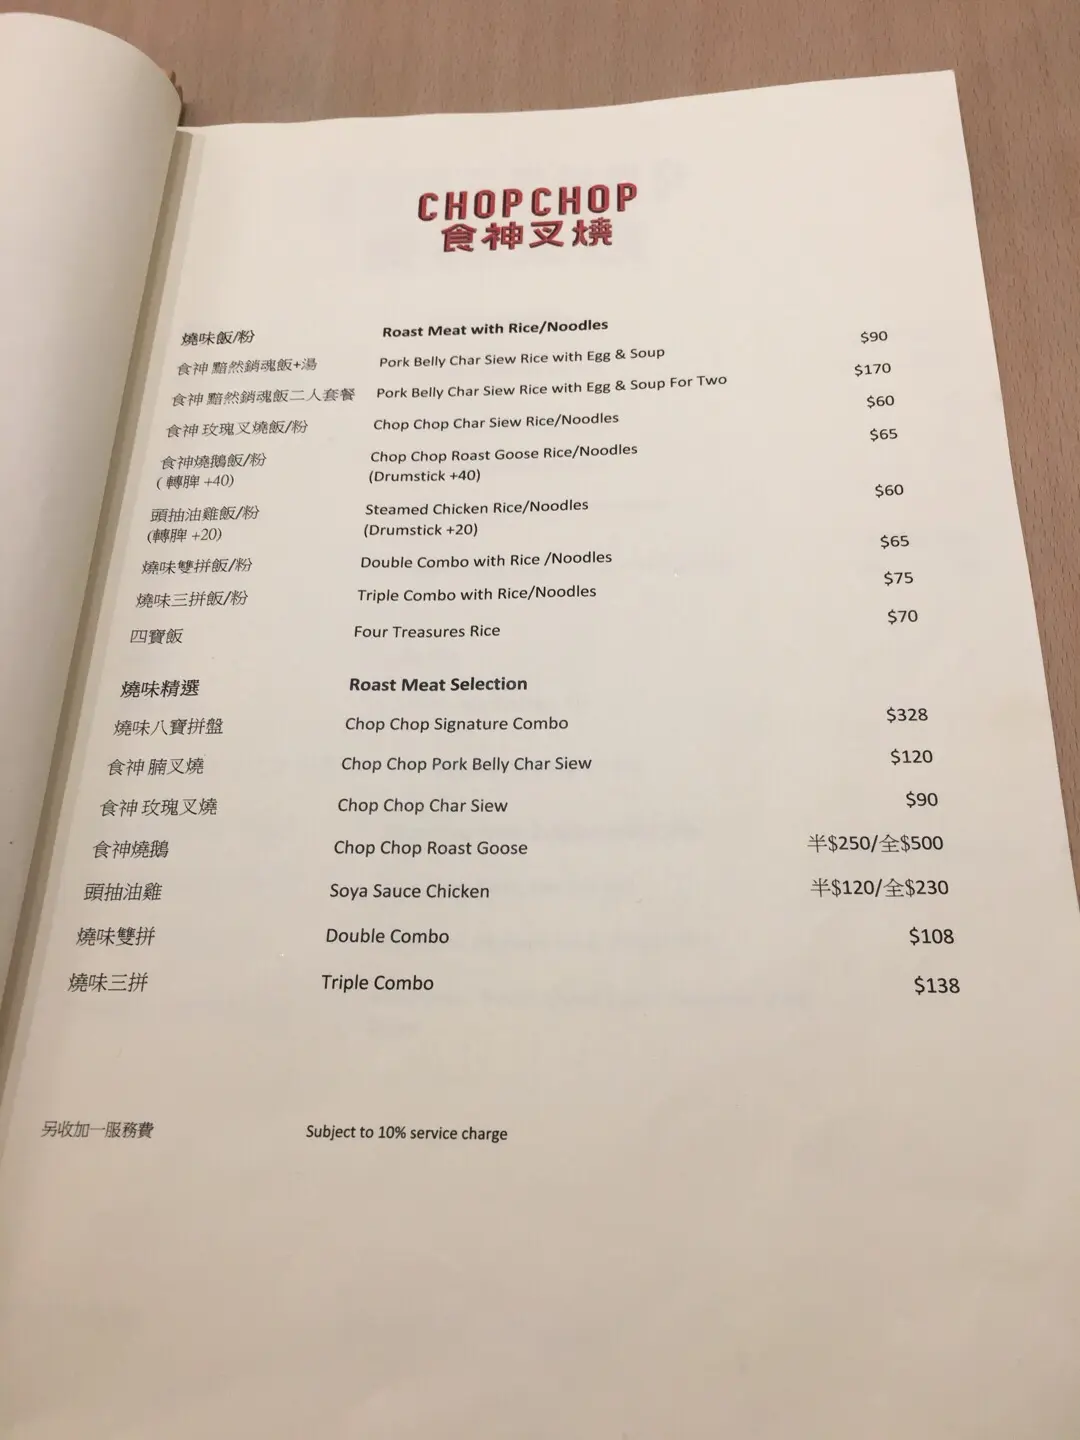 CHOPCHOP
食神叉燒
燒味飯/粉 Roast Meat with Rice/Noodles
食神 黯然銷魂飯+湯 Pork Belly Char Siew Rice with Egg & Soup $90
食神 黯然銷魂飯二人套餐 Pork Belly Char Siew Rice with Egg & Soup For Two $170
食神 玫瑰叉燒飯/粉 Chop Chop Char Siew Rice/Noodles $60
食神燒鵝飯/粉 Chop Chop Roast Goose Rice/Noodles $65
( 轉脾 +40) (Drumstick +40)
頭抽油雞飯/粉 Steamed Chicken Rice/Noodles $60
(轉脾 +20) (Drumstick +20)
燒味雙拼飯/粉 Double Combo with Rice /Noodles $65
燒味三拼飯/粉 Triple Combo with Rice/Noodles $75
四寶飯 Four Treasures Rice $70
燒味精選 Roast Meat Selection
燒味八寶拼盤 Chop Chop Signature Combo $328
食神 腩叉燒 Chop Chop Pork Belly Char Siew $120
食神 玫瑰叉燒 Chop Chop Char Siew $90
食神燒鵝 Chop Chop Roast Goose 半$250/全$500
頭抽油雞 Soya Sauce Chicken 半$120/全$230
燒味雙拼 Double Combo $108
燒味三拼 Triple Combo $138
另收加一服務費 Subject to 10% service charge